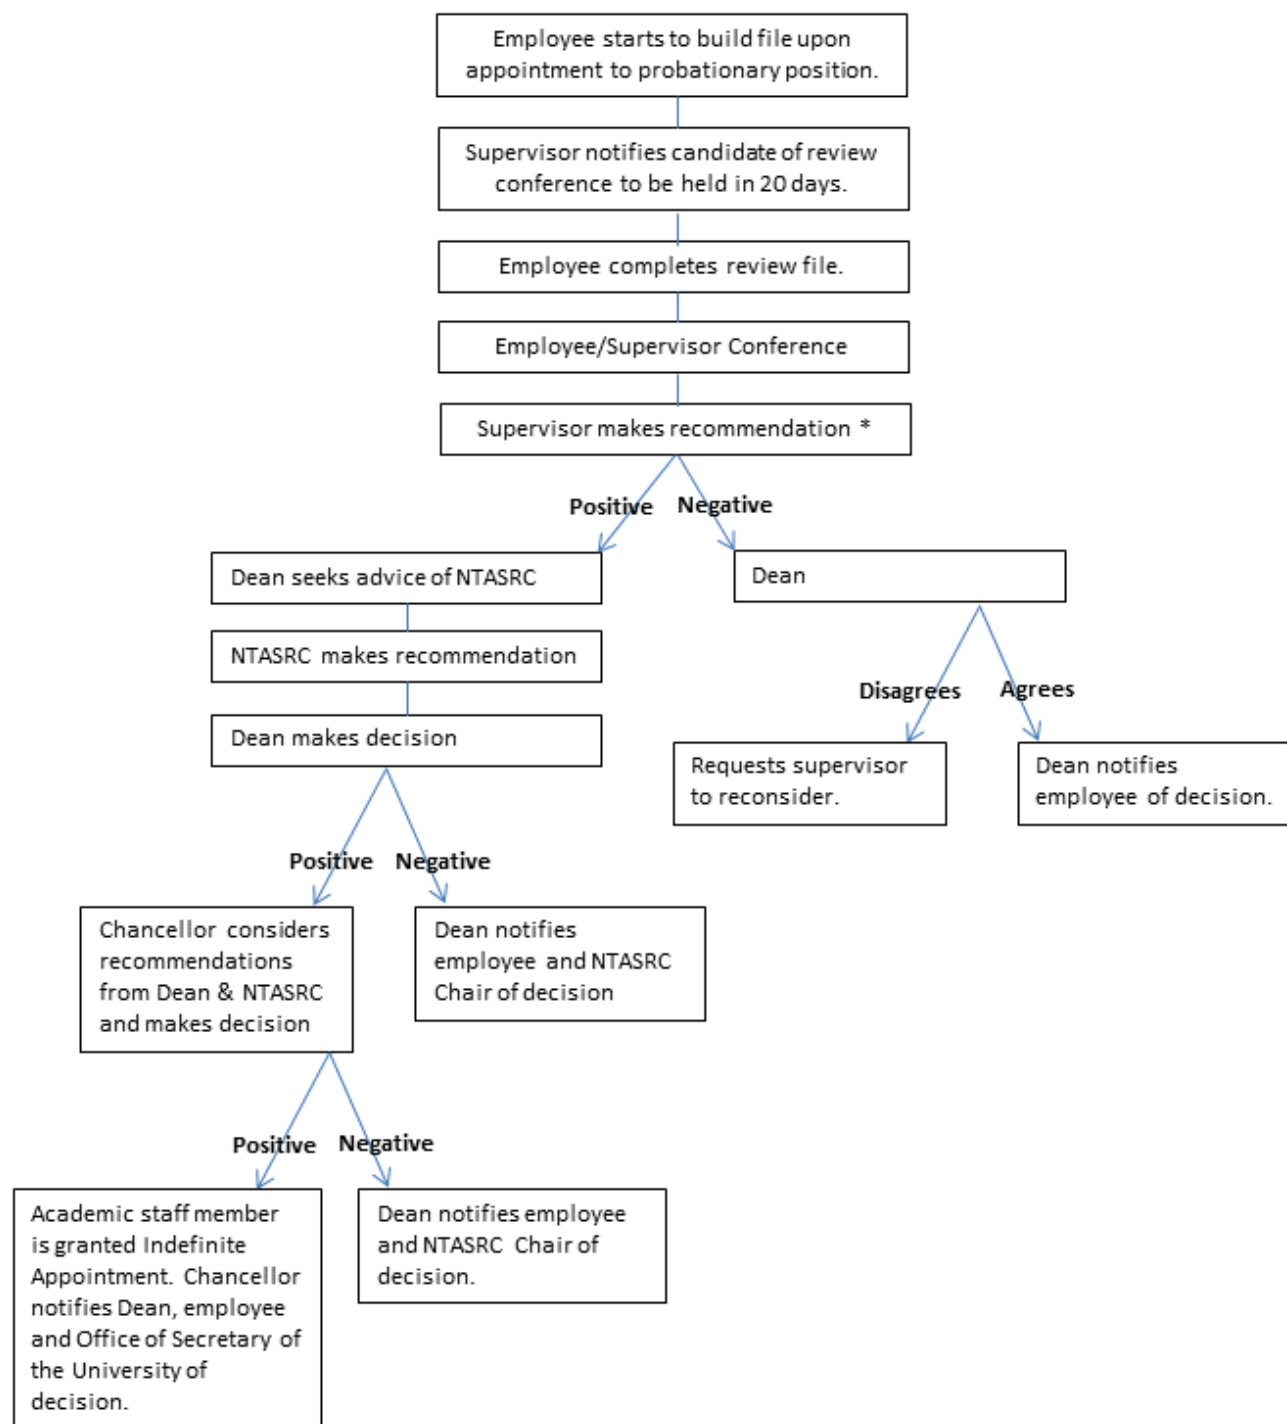 Employee starts to build file upon
appointment to probationary position.
Supervisor notifies candidate of review
conference to be held in 20 days.
Employee completes review file.
Employee/Supervisor Conference
Supervisor makes recommendation *
Positive
Negative
Dean seeks advice of NTASRC
Dean
NTASRC makes recommendation
Disagrees
Agrees
Dean makes decision
Requests supervisor
to reconsider.
Dean notifies
employee of decision.
Positive
Negative
Chancellor considers
recommendations
from Dean & NTASRC
and makes decision
Dean notifies
employee and NTASRC
Chair of decision
Positive
Negative
Academic staff member
is granted Indefinite
Appointment. Chancellor
notifies Dean, employee
and Office of Secretary of
the University of
decision.
Dean notifies employee
and NTASRC Chair of
decision.